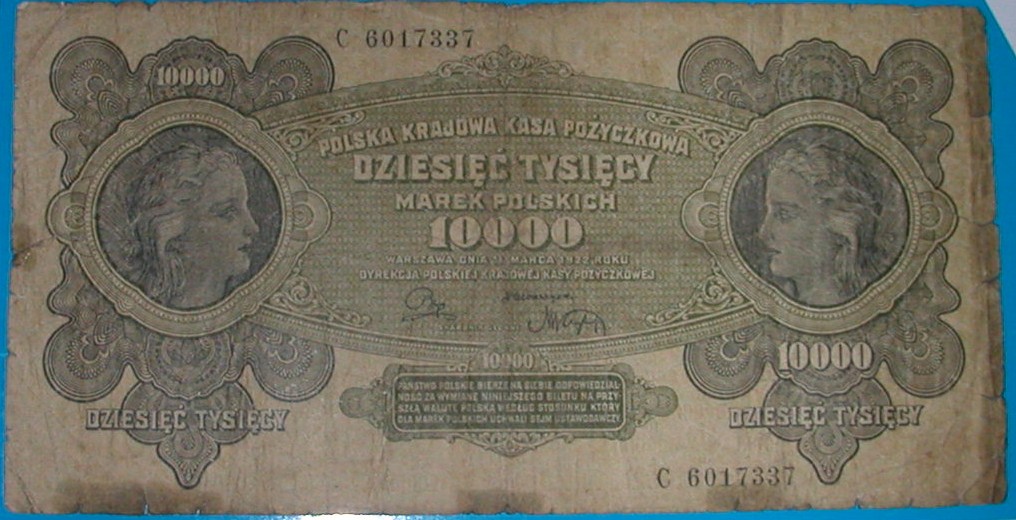 C 6017337
10000
POLSKA KRAJOWA KASA POŻYCZKOWA
DZIESIĘĆ TYSIĘCY
MAREK POLSKICH
10000
WARSZAWA DNIA 11 MARCA 1922 ROKU
DYREKCJA POLSKIEJ KRAJOWEJ KASY POŻYCZKOWEJ
10000
10000
PAŃSTWO POLSKIE BIERZE NA SIEBIE ODPOWIEDZIAL-
NOŚĆ ZA WYMIANĘ NINIEJSZEGO BILETU NA PRZY-
SZŁĄ WALUTĘ POLSKĄ WEDŁUG STOSUNKU KTÓRY
DLA MAREK POLSKICH UCHWALI SEJM USTAWODAWCZY
DZIESIĘĆ TYSIĘCY
DZIESIĘĆ TYSIĘCY
C 6017337